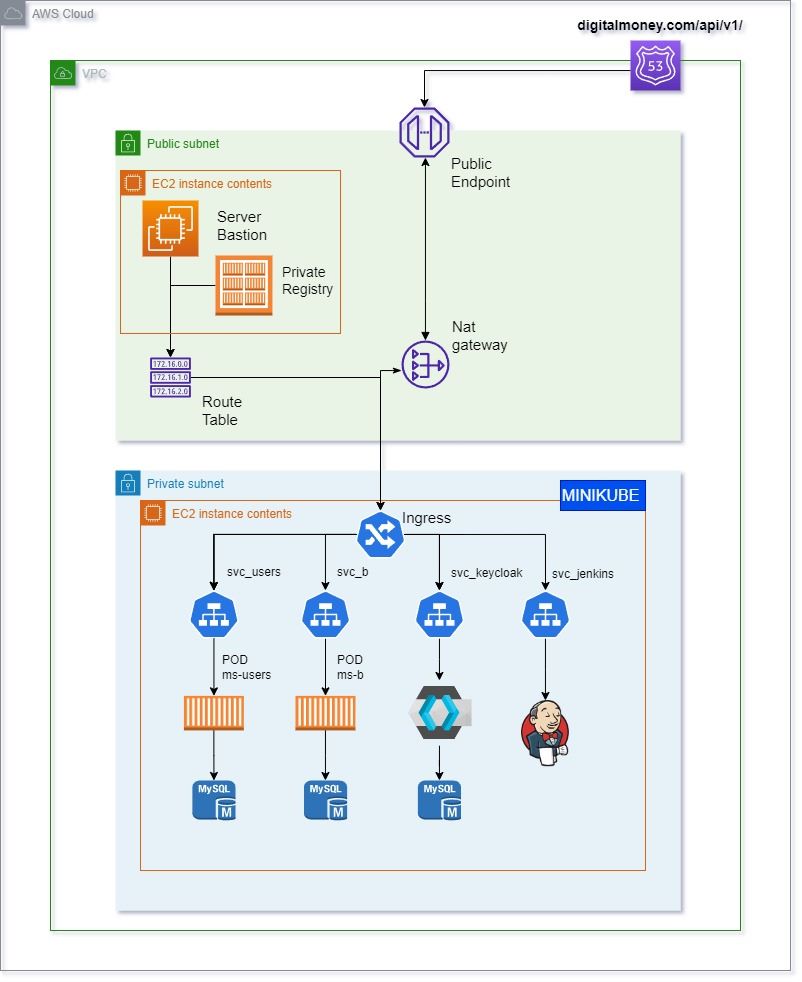 AWS Cloud
digitalmoney.com/api/v1/
53
VPC
Public subnet
Public
Endpoint
EC2 instance contents
Server
Bastion
Private
Registry
Nat
gateway
172.16.0.0
172.16.1.0
172.16.2.0
Route
Table
Private subnet
MINIKUBE
EC2 instance contents
Ingress
svc_users
svc_b
svc_keycloak
svc_jenkins
POD
ms-users
POD
ms-b
MySQL
M
MySQL
M
MySQL
M